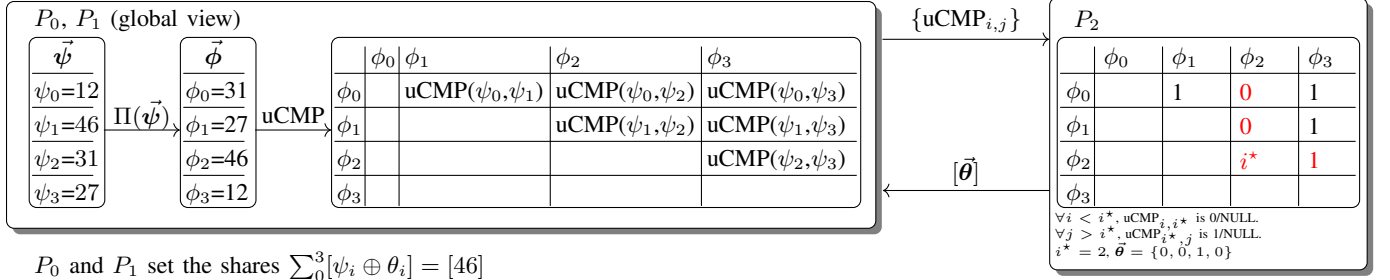 P₀, P₁ (global view)
ψ⃗
ψ₀=12
ψ₁=46
ψ₂=31
ψ₃=27
Π(ψ⃗)
ϕ⃗
ϕ₀=31
ϕ₁=27
ϕ₂=46
ϕ₃=12
uCMP
ϕ₀ ϕ₁ ϕ₂ ϕ₃
ϕ₀ uCMP(ψ₀,ψ₁) uCMP(ψ₀,ψ₂) uCMP(ψ₀,ψ₃)
ϕ₁ uCMP(ψ₁,ψ₂) uCMP(ψ₁,ψ₃)
ϕ₂ uCMP(ψ₂,ψ₃)
ϕ₃
{uCMPᵢ,ⱼ}
[θ⃗]
P₂
ϕ₀ ϕ₁ ϕ₂ ϕ₃
ϕ₀ 1 0 1
ϕ₁ 0 1
ϕ₂ i⋆ 1
ϕ₃
∀i < i⋆, uCMP_{i,i⋆} is 0/NULL.
∀j > i⋆, uCMP_{i⋆,j} is 1/NULL.
i⋆ = 2, θ⃗ = {0, 0, 1, 0}
P₀ and P₁ set the shares ∑₀³[ψᵢ ⊕ θᵢ] = [46]